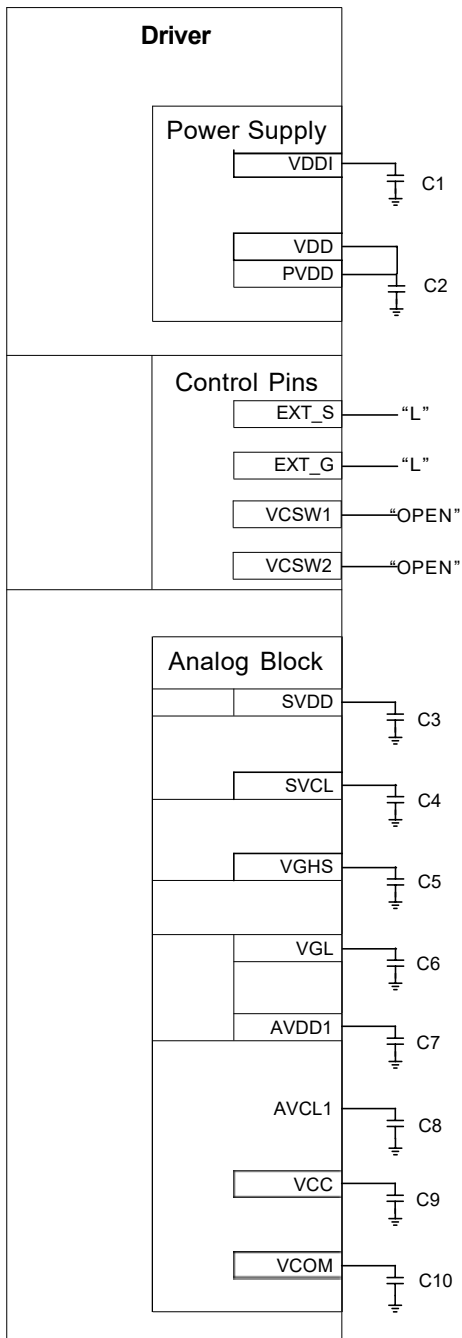 Driver
Power Supply
VDDI
C1
VDD
PVDD
C2
Control Pins
EXT_S “L”
EXT_G “L”
VCSW1 “OPEN”
VCSW2 “OPEN”
Analog Block
SVDD
C3
SVCL
C4
VGHS
C5
VGL
C6
AVDD1
C7
AVCL1
C8
VCC
C9
VCOM
C10